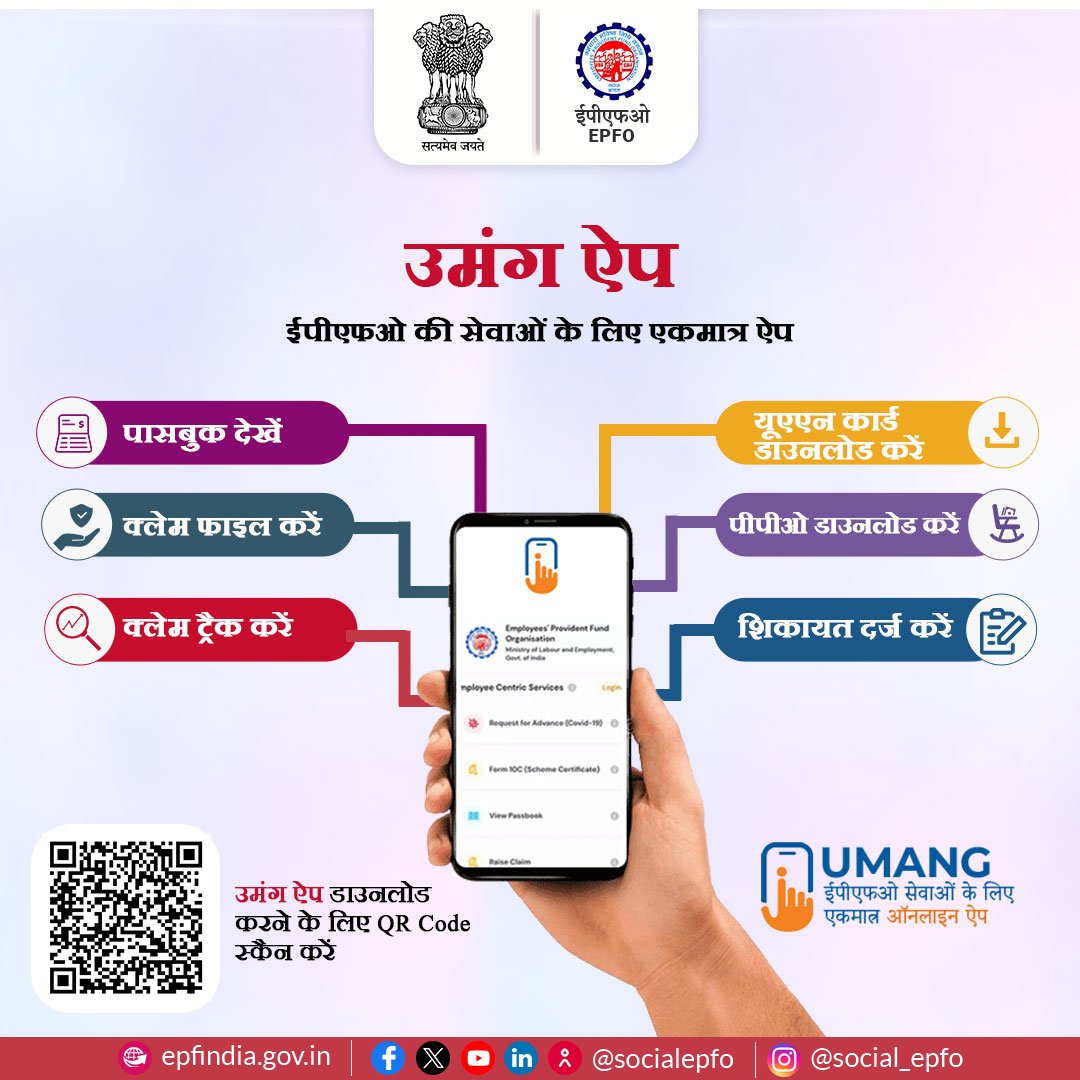 सत्यमेव जयते
ईपीएफओ
EPFO
उमंग ऐप
ईपीएफओ की सेवाओं के लिए एकमात्र ऐप
पासबुक देखें
क्लेम फाइल करें
क्लेम ट्रैक करें
यूएएन कार्ड
डाउनलोड करें
पीपीओ डाउनलोड करें
शिकायत दर्ज करें
Employees' Provident Fund
Organisation
Ministry of Labour and Employment,
Govt. of India
mployee Centric Services
Login
Request for Advance (Covid-19)
Form 10C (Scheme Certificate)
View Passbook
Raise Claim
उमंग ऐप डाउनलोड
करने के लिए QR Code
स्कैन करें
UMANG
ईपीएफओ सेवाओं के लिए
एकमात्र ऑनलाइन ऐप
epfindia.gov.in
@socialepfo
@social_epfo